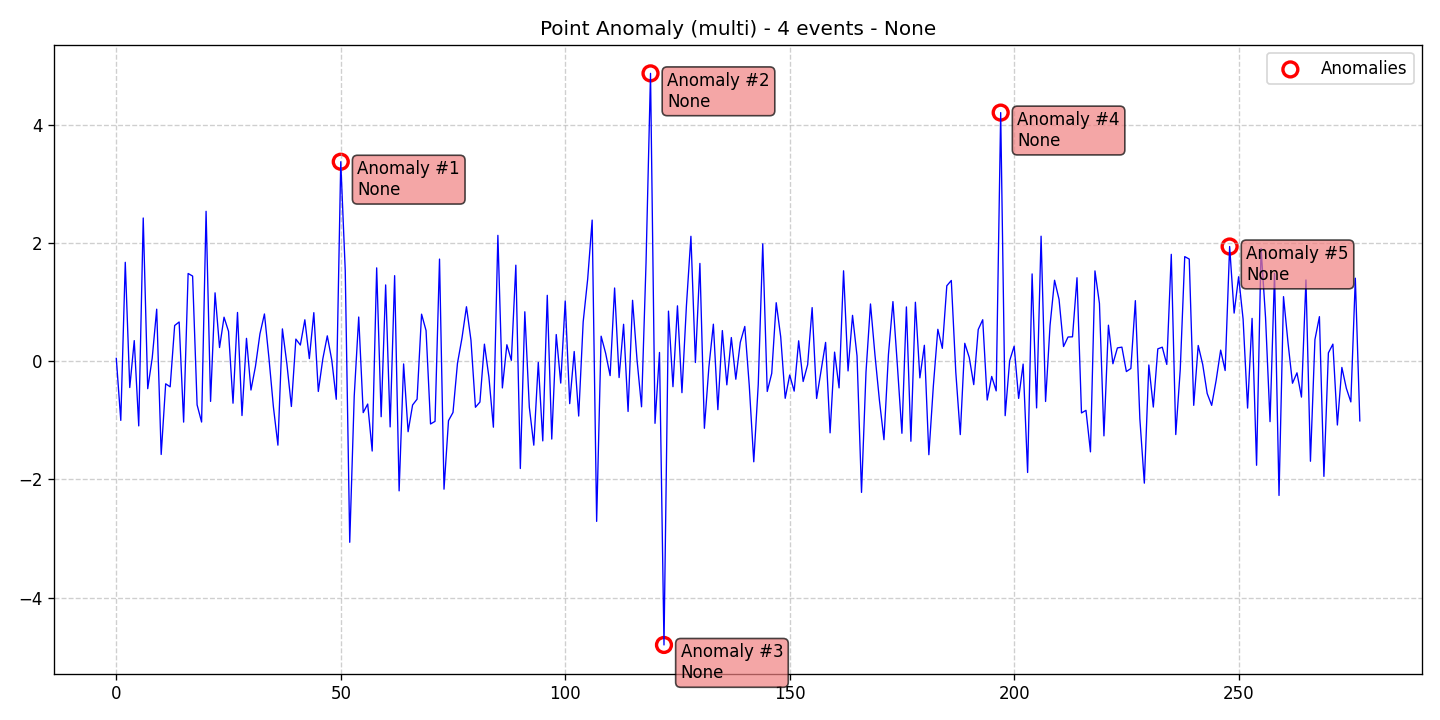 Point Anomaly (multi) - 4 events - None
Anomalies
Anomaly #2
None
Anomaly #4
None
Anomaly #1
None
Anomaly #5
None
Anomaly #3
None
4
2
0
−2
−4
0
50
100
150
200
250